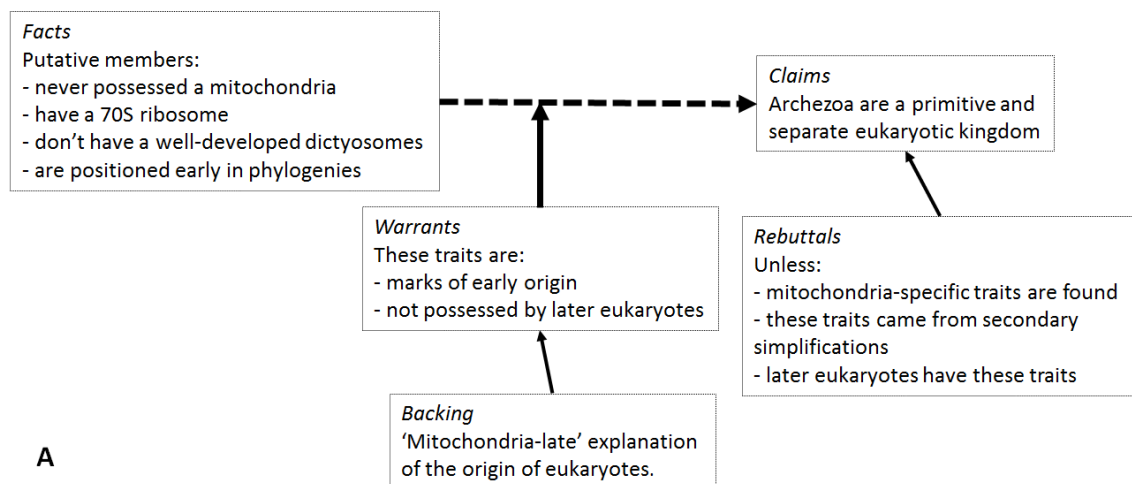 Facts
Putative members:
- never possessed a mitochondria
- have a 70S ribosome
- don't have a well-developed dictyosomes
- are positioned early in phylogenies
Claims
Archezoa are a primitive and
separate eukaryotic kingdom
Warrants
These traits are:
- marks of early origin
- not possessed by later eukaryotes
Rebuttals
Unless:
- mitochondria-specific traits are found
- these traits came from secondary
simplifications
- later eukaryotes have these traits
Backing
‘Mitochondria-late’ explanation
of the origin of eukaryotes.
A